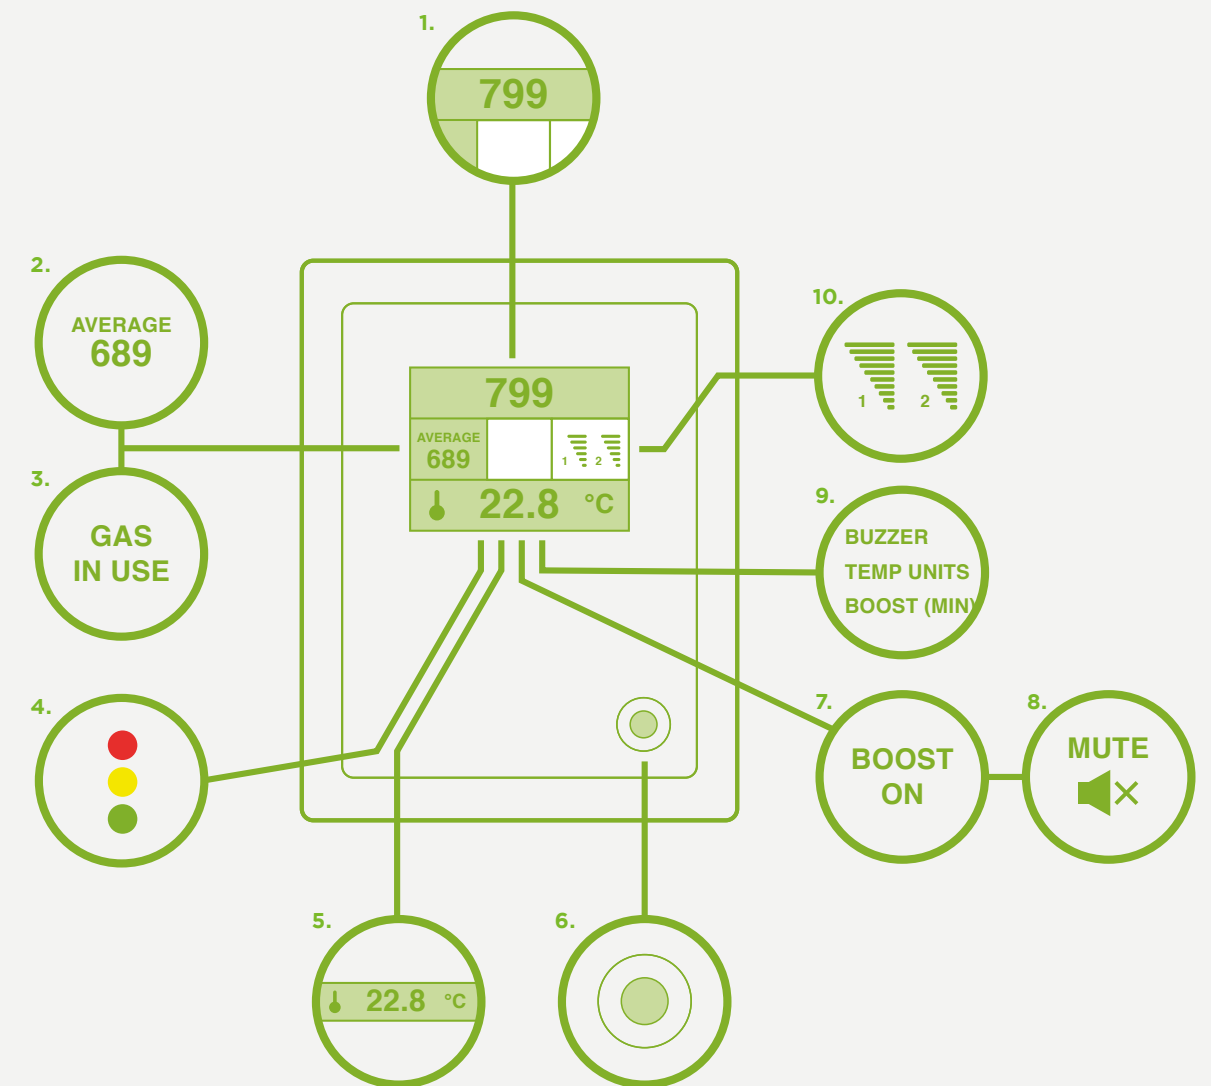 1.
799
2.
AVERAGE
689
3.
GAS
IN USE
4.
5.
22.8 °C
6.
7.
BOOST
ON
8.
MUTE
9.
BUZZER
TEMP UNITS
BOOST (MIN)
10.
1 2
799
AVERAGE
689
1 2
22.8 °C